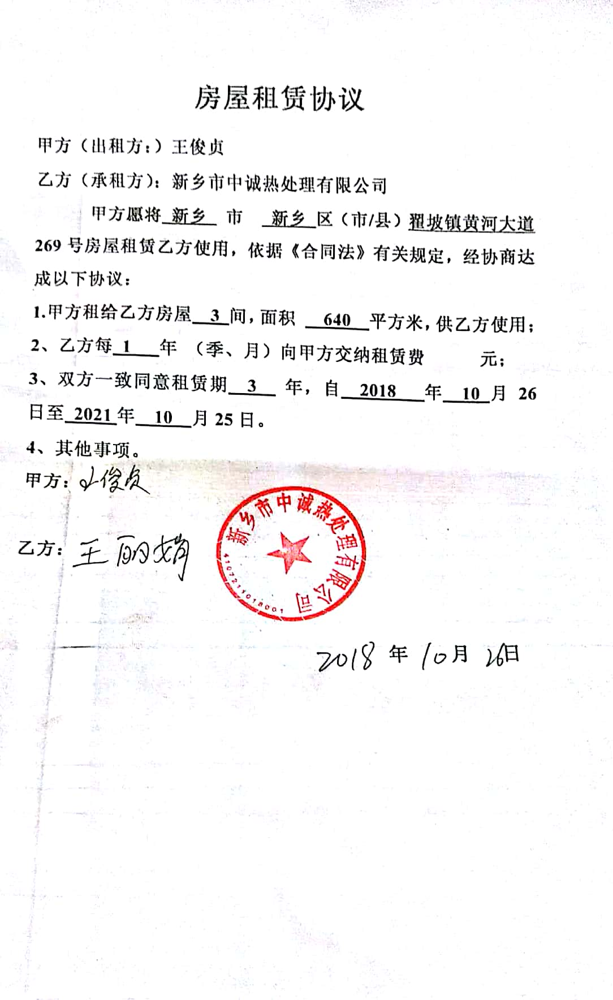 房屋租赁协议
甲方（出租方：）王俊贞
乙方（承租方）：新乡市中诚热处理有限公司
甲方愿将 新乡 市 新乡 区（市/县）翟坡镇黄河大道
269 号房屋租赁乙方使用，依据《合同法》有关规定，经协商达
成以下协议：
1.甲方租给乙方房屋 3 间，面积 640 平方米，供乙方使用；
2、乙方每 1 年 （季、月）向甲方交纳租赁费 元；
3、双方一致同意租赁期 3 年，自 2018 年 10 月 26
日至 2021 年 10 月 25 日。
4、其他事项。
甲方：王俊贞
乙方：王丽娟
新乡市中诚热处理有限公司
4107211018001
2018 年 10 月 26日